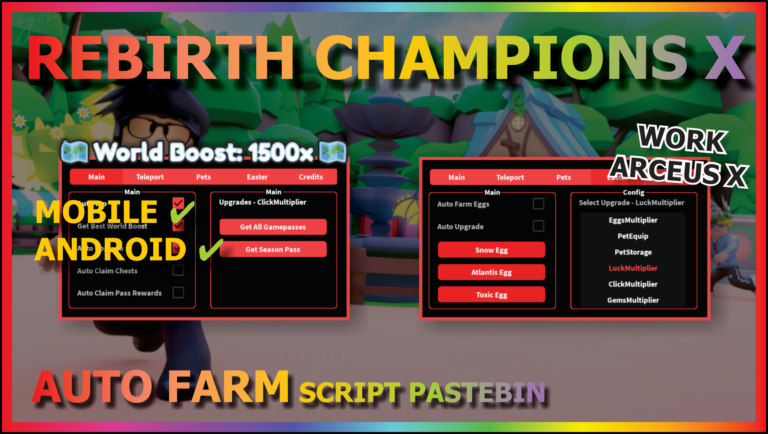 REBIRTH CHAMPIONS X
World Boost: 1500x
WORK
ARCEUS X
Main Teleport Pets Easter Credits
Main
Main
Get Best World Boost
Auto Claim Chests
Auto Claim Pass Rewards
Upgrades - ClickMultiplier
Get All Gamepasses
Get Season Pass
MOBILE ✔
ANDROID ✔
Main Teleport Pets
Main
Auto Farm Eggs
Auto Upgrade
Snow Egg
Atlantis Egg
Toxic Egg
Config
Select Upgrade - LuckMultiplier
EggsMultiplier
PetEquip
PetStorage
LuckMultiplier
ClickMultiplier
GemsMultiplier
AUTO FARM SCRIPT PASTEBIN